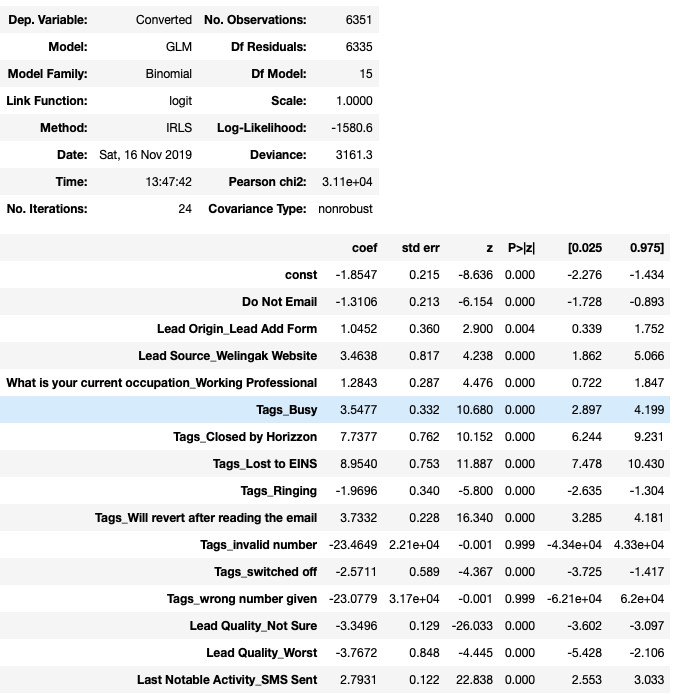 Dep. Variable: Converted No. Observations: 6351
Model: GLM Df Residuals: 6335
Model Family: Binomial Df Model: 15
Link Function: logit Scale: 1.0000
Method: IRLS Log-Likelihood: -1580.6
Date: Sat, 16 Nov 2019 Deviance: 3161.3
Time: 13:47:42 Pearson chi2: 3.11e+04
No. Iterations: 24 Covariance Type: nonrobust
coef std err z P>|z| [0.025 0.975]
const -1.8547 0.215 -8.636 0.000 -2.276 -1.434
Do Not Email -1.3106 0.213 -6.154 0.000 -1.728 -0.893
Lead Origin_Lead Add Form 1.0452 0.360 2.900 0.004 0.339 1.752
Lead Source_Welingak Website 3.4638 0.817 4.238 0.000 1.862 5.066
What is your current occupation_Working Professional 1.2843 0.287 4.476 0.000 0.722 1.847
Tags_Busy 3.5477 0.332 10.680 0.000 2.897 4.199
Tags_Closed by Horizzon 7.7377 0.762 10.152 0.000 6.244 9.231
Tags_Lost to EINS 8.9540 0.753 11.887 0.000 7.478 10.430
Tags_Ringing -1.9696 0.340 -5.800 0.000 -2.635 -1.304
Tags_Will revert after reading the email 3.7332 0.228 16.340 0.000 3.285 4.181
Tags_invalid number -23.4649 2.21e+04 -0.001 0.999 -4.34e+04 4.33e+04
Tags_switched off -2.5711 0.589 -4.367 0.000 -3.725 -1.417
Tags_wrong number given -23.0779 3.17e+04 -0.001 0.999 -6.21e+04 6.2e+04
Lead Quality_Not Sure -3.3496 0.129 -26.033 0.000 -3.602 -3.097
Lead Quality_Worst -3.7672 0.848 -4.445 0.000 -5.428 -2.106
Last Notable Activity_SMS Sent 2.7931 0.122 22.838 0.000 2.553 3.033